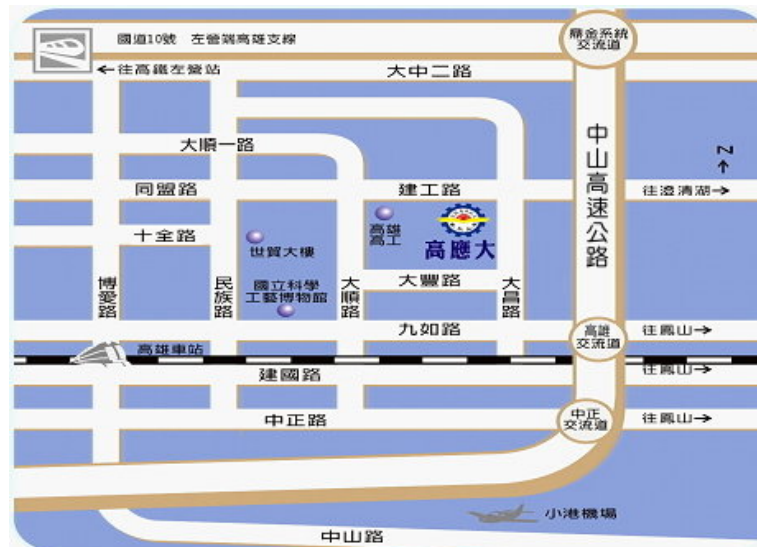 國道10號 左營端高雄支線
鼎金系統
交流道
←往高鐵左營站
大中二路
大順一路
中山高速公路
N
↑
同盟路
建工路
往澄清湖→
高雄
高工
高應大
十全路
世貿大樓
博愛路
民族路
國立科學
工藝博物館
大順路
大豐路
大昌路
九如路
高雄
交流道
往鳳山→
高雄車站
建國路
往鳳山→
中正路
中正
交流道
往鳳山→
小港機場
中山路